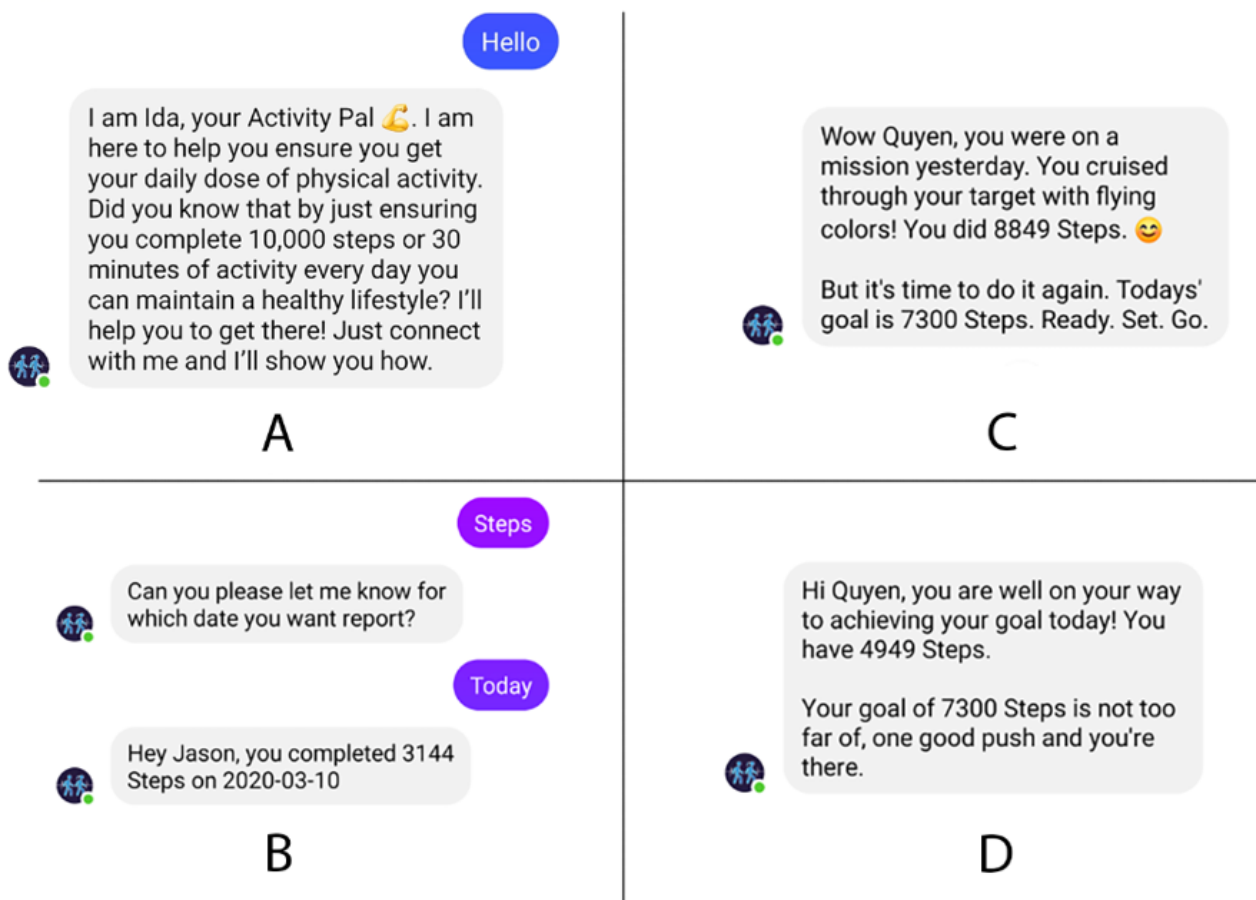 Hello
I am Ida, your Activity Pal 💪. I am
here to help you ensure you get
your daily dose of physical activity.
Did you know that by just ensuring
you complete 10,000 steps or 30
minutes of activity every day you
can maintain a healthy lifestyle? I’ll
help you to get there! Just connect
with me and I’ll show you how.
A
Steps
Can you please let me know for
which date you want report?
Today
Hey Jason, you completed 3144
Steps on 2020-03-10
B
Wow Quyen, you were on a
mission yesterday. You cruised
through your target with flying
colors! You did 8849 Steps. 😊
But it's time to do it again. Todays'
goal is 7300 Steps. Ready. Set. Go.
C
Hi Quyen, you are well on your way
to achieving your goal today! You
have 4949 Steps.
Your goal of 7300 Steps is not too
far of, one good push and you're
there.
D